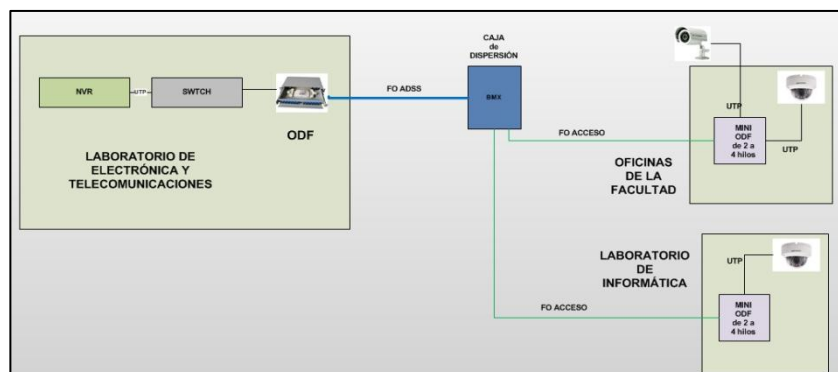 NVR
UTP
SWTCH
ODF
LABORATORIO DE
ELECTRÓNICA Y
TELECOMUNICACIONES
FO ADSS
CAJA
de
DISPERSIÓN
BMX
FO ACCESO
UTP
UTP
MINI
ODF
de 2 a
4 hilos
OFICINAS
DE LA
FACULTAD
FO ACCESO
LABORATORIO
DE
INFORMÁTICA
UTP
MINI
ODF
de 2 a
4 hilos